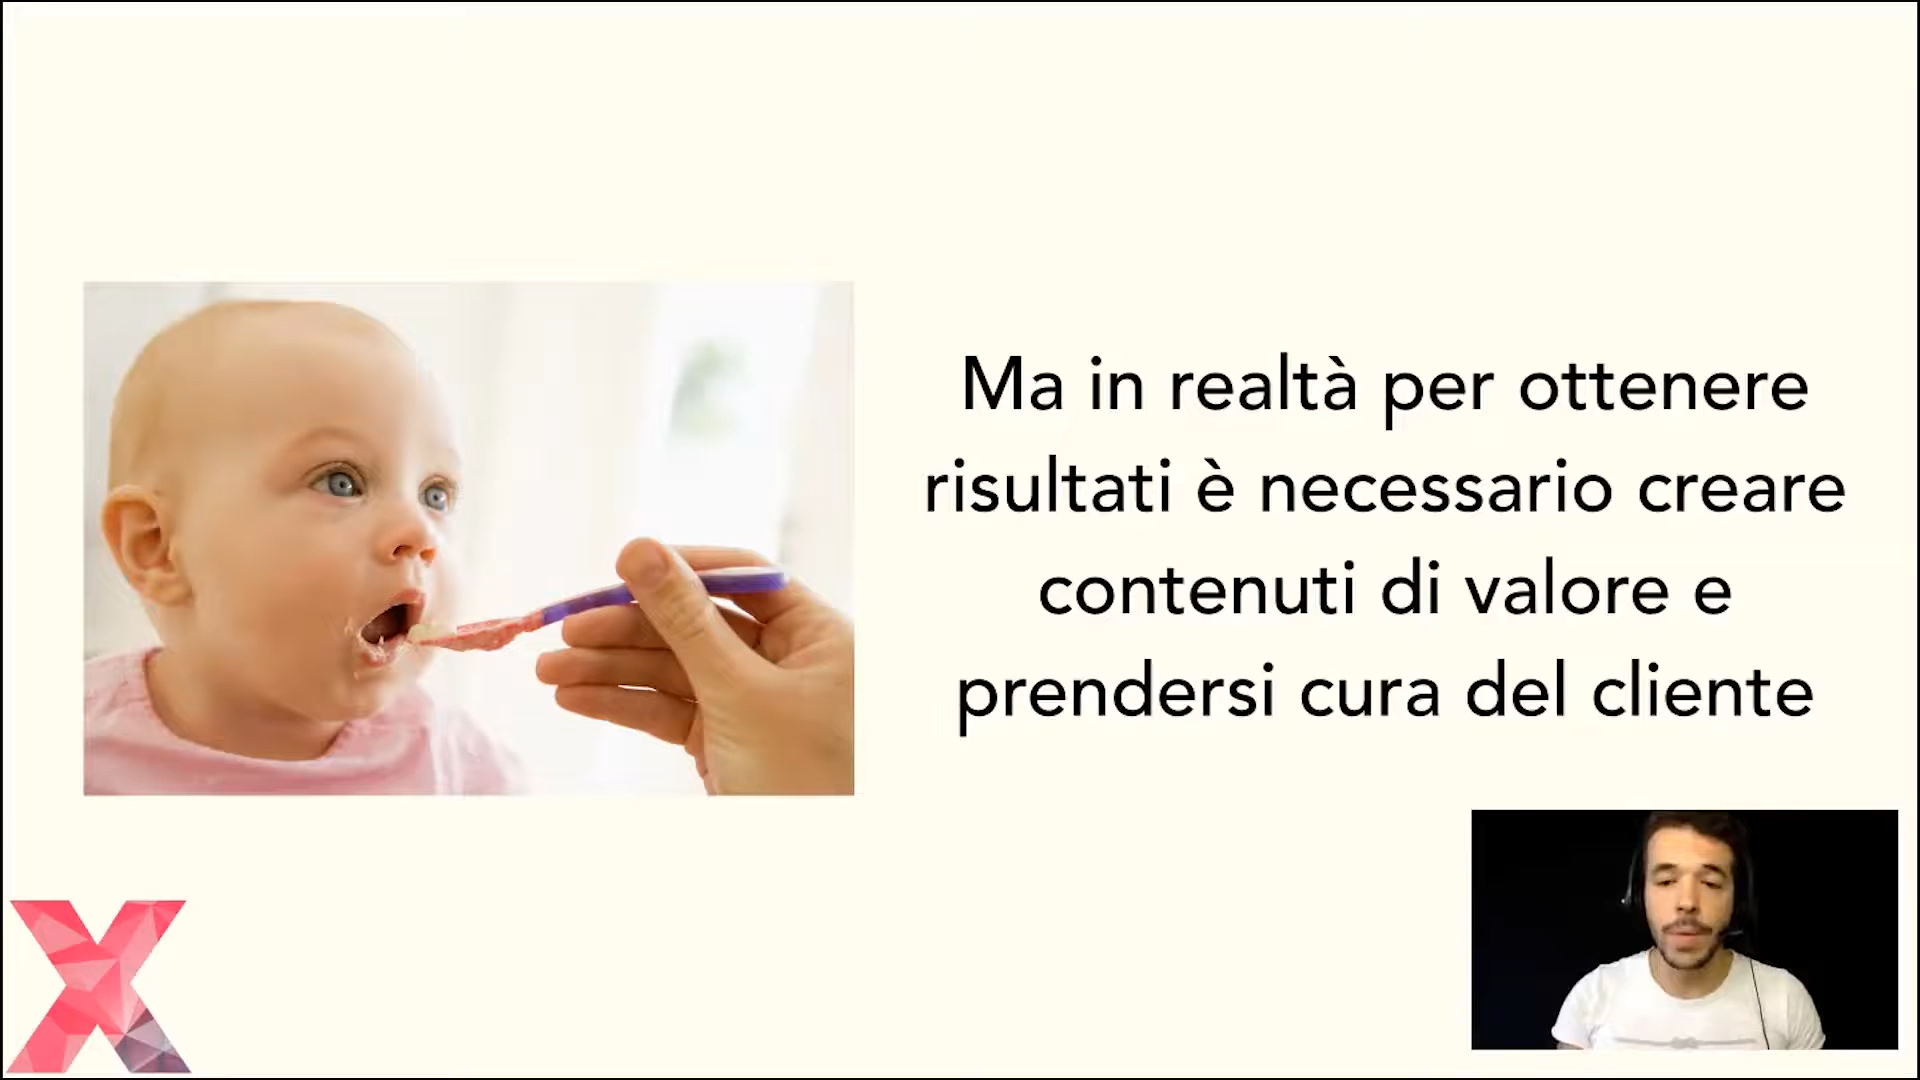 Ma in realtà per ottenere
risultati è necessario creare
contenuti di valore e
prendersi cura del cliente
X